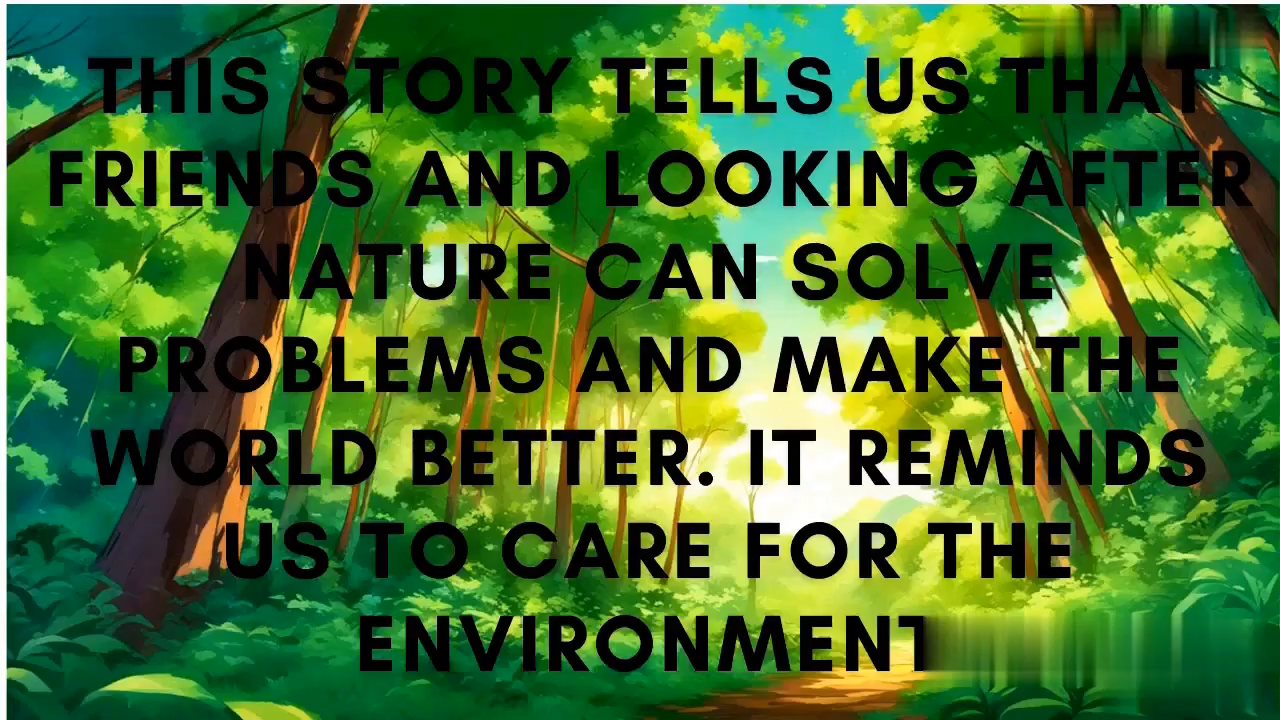 THIS STORY TELLS US THAT
FRIENDS AND LOOKING AFTER
NATURE CAN SOLVE
PROBLEMS AND MAKE THE
WORLD BETTER. IT REMINDS
US TO CARE FOR THE
ENVIRONMENT